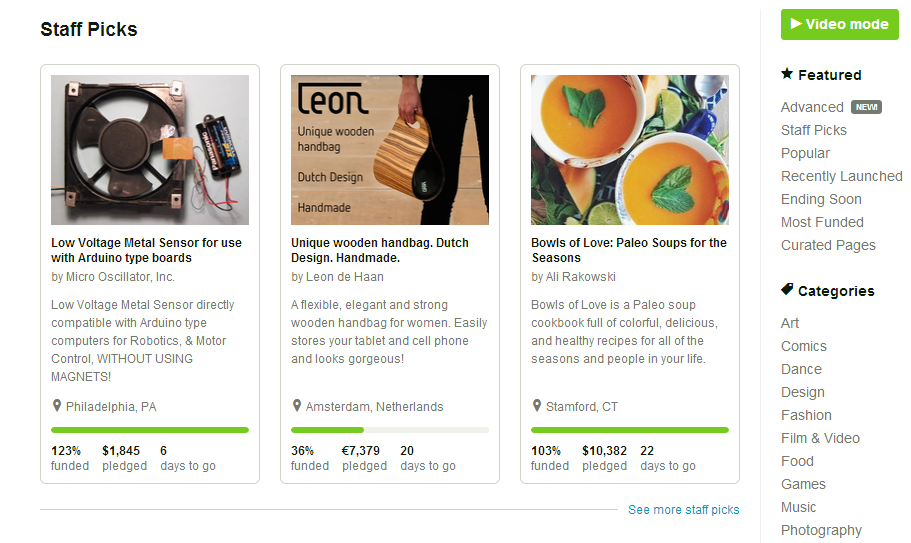 Staff Picks
Leon
Unique wooden
handbag
Dutch Design
Handmade
Low Voltage Metal Sensor for use
with Arduino type boards
by Micro Oscillator, Inc.
Low Voltage Metal Sensor directly
compatible with Arduino type
computers for Robotics, & Motor
Control, WITHOUT USING
MAGNETS!
Philadelphia, PA
123% $1,845 6
funded pledged days to go
Unique wooden handbag. Dutch
Design. Handmade.
by Leon de Haan
A flexible, elegant and strong
wooden handbag for women. Easily
stores your tablet and cell phone
and looks gorgeous!
Amsterdam, Netherlands
36% €7,379 20
funded pledged days to go
Bowls of Love: Paleo Soups for the
Seasons
by Ali Rakowski
Bowls of Love is a Paleo soup
cookbook full of colorful, delicious,
and healthy recipes for all of the
seasons and people in your life.
Stamford, CT
103% $10,382 22
funded pledged days to go
See more staff picks
Video mode
Featured
Advanced NEW!
Staff Picks
Popular
Recently Launched
Ending Soon
Most Funded
Curated Pages
Categories
Art
Comics
Dance
Design
Fashion
Film & Video
Food
Games
Music
Photography